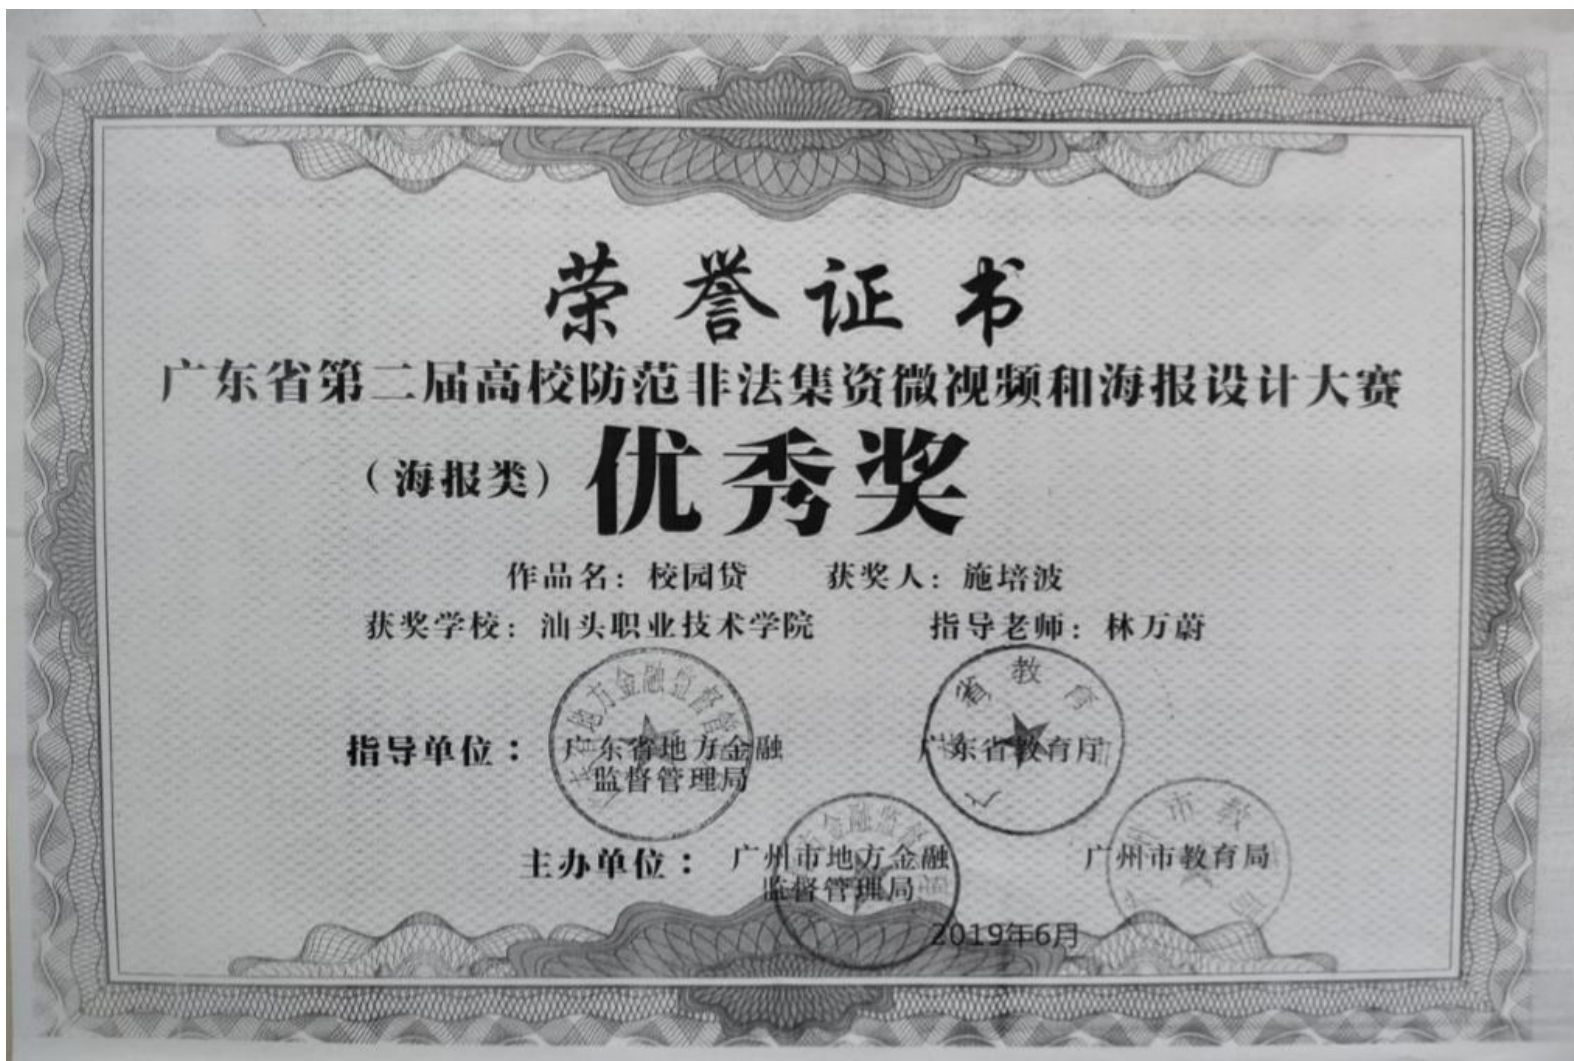 荣誉证书
广东省第二届高校防范非法集资微视频和海报设计大赛
（海报类）优秀奖
作品名：校园贷 获奖人：施培波
获奖学校：汕头职业技术学院 指导老师：林万蔚
指导单位： 广东省地方金融监督管理局 广东省教育厅
主办单位： 广州市地方金融监督管理局 广州市教育局
2019年6月